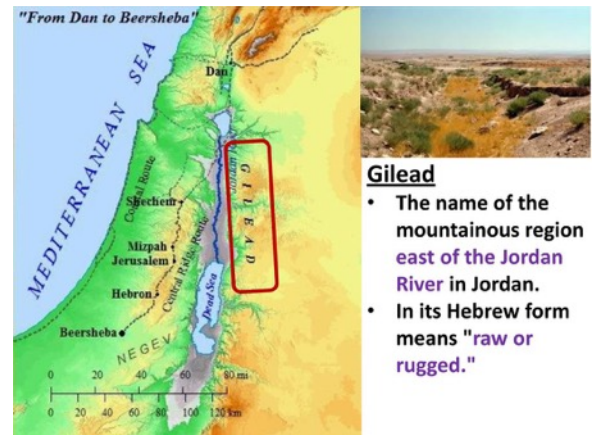 "From Dan to Beersheba"
MEDITERRANEAN SEA
Dan
Jordan River
GILEAD
Coastal Route
Shechem
Central Ridge Route
Mizpah
Jerusalem
Hebron
Dead Sea
Beersheba
NEGEV
0 20 40 60 80 mi
0 20 40 60 80 100 120 km
Gilead
• The name of the
mountainous region
east of the Jordan
River in Jordan.
• In its Hebrew form
means "raw or
rugged."